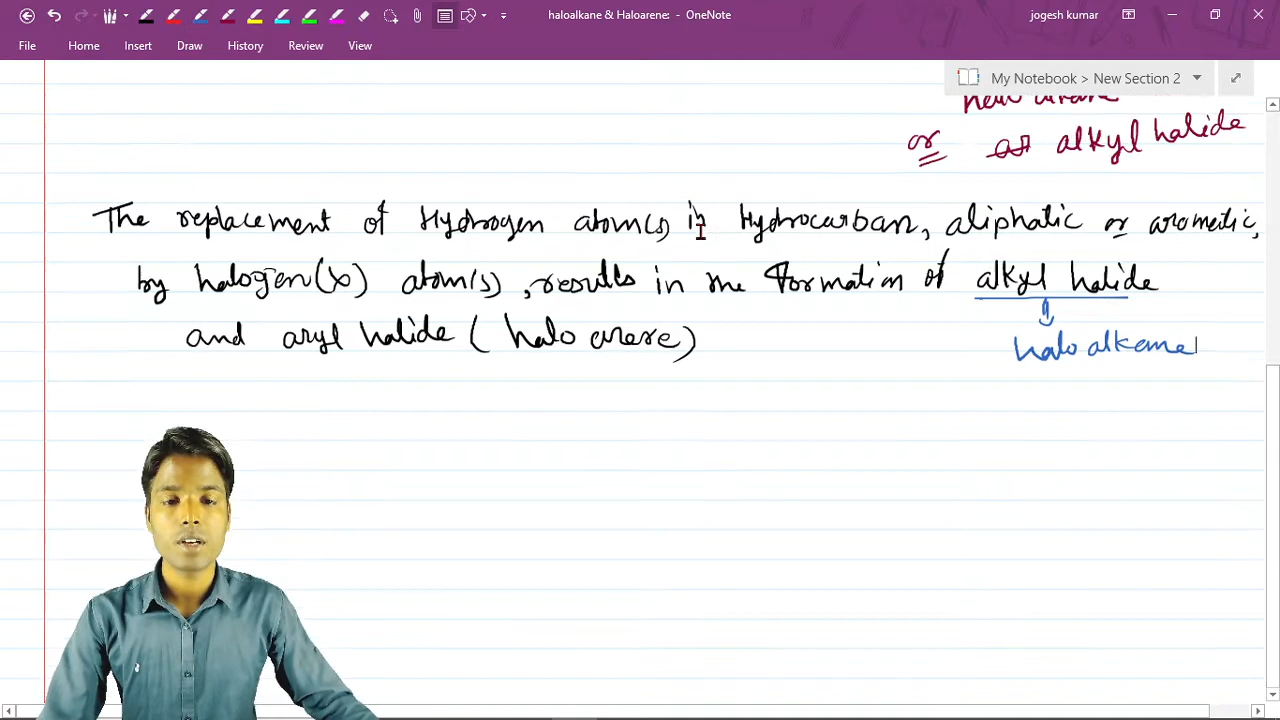 haloalkane & Haloarene: - OneNote
jogesh kumar
File Home Insert Draw History Review View
My Notebook > New Section 2
or alkyl halide
The replacement of Hydrogen atom(s) in Hydrocarban, aliphatic or aromatic,
by halogen(x) atom(s), results in the Formation of alkyl halide
and aryl halide (halo arene)
halo alkane